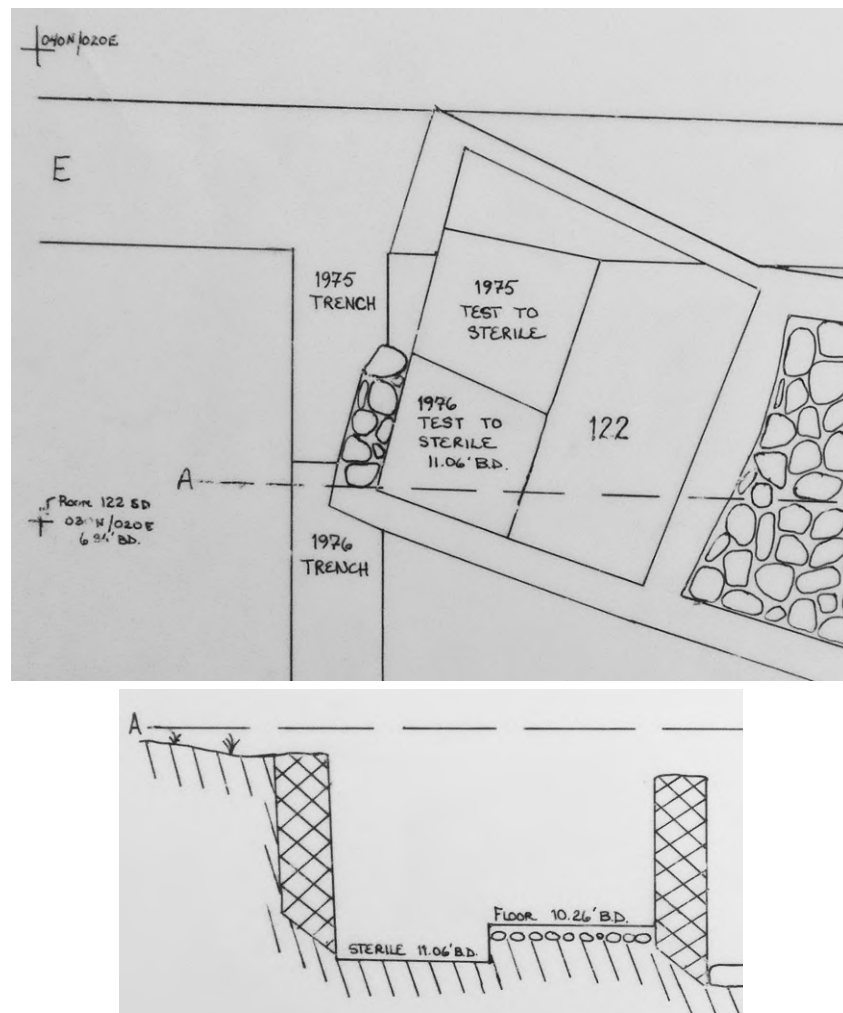 040N/020E
E
1975
TRENCH
1975
TEST TO
STERILE
1976
TEST TO
STERILE
11.06' B.D.
122
A
ROOM 122 SD
N/020E
B.D.
1976
TRENCH
A
FLOOR 10.26' B.D.
STERILE 11.06' B.D.